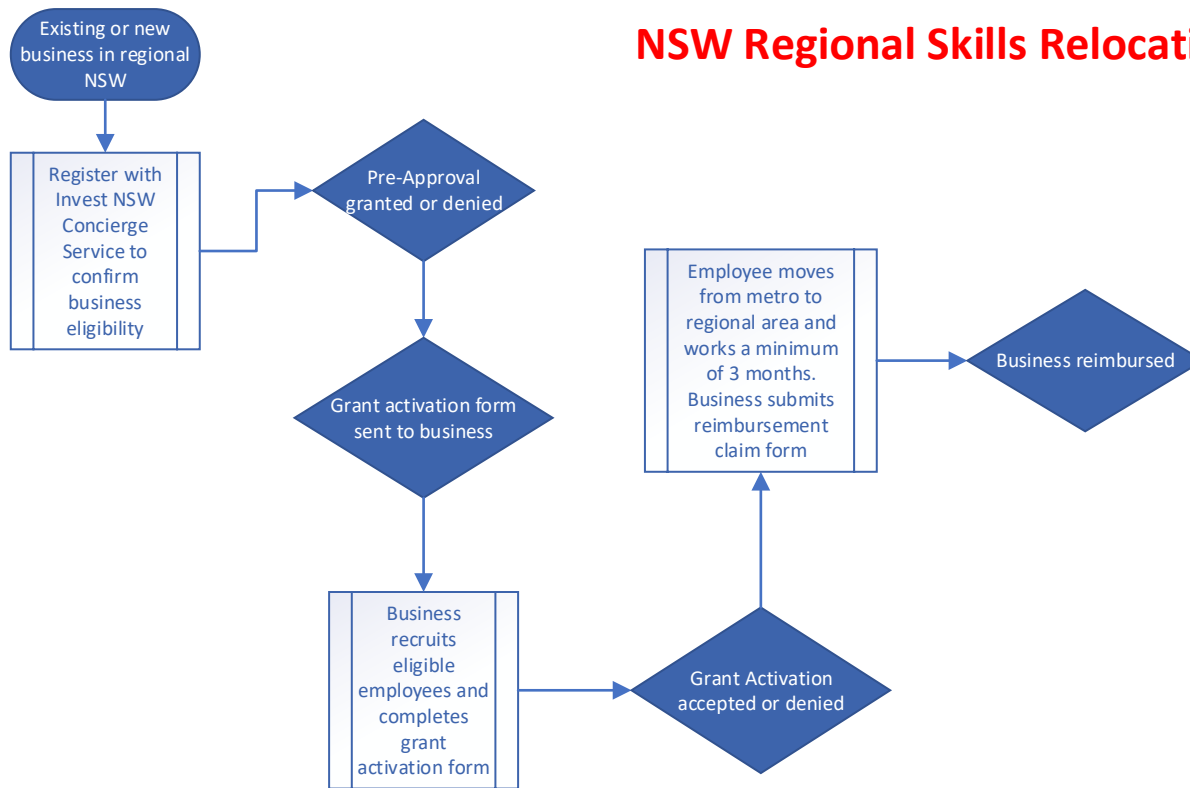 NSW Regional Skills Relocati
Existing or new
business in regional
NSW
Register with
Invest NSW
Concierge
Service to
confirm
business
eligibility
Pre-Approval
granted or denied
Grant activation form
sent to business
Business
recruits
eligible
employees and
completes
grant
activation form
Grant Activation
accepted or denied
Employee moves
from metro to
regional area and
works a minimum
of 3 months.
Business submits
reimbursement
claim form
Business reimbursed